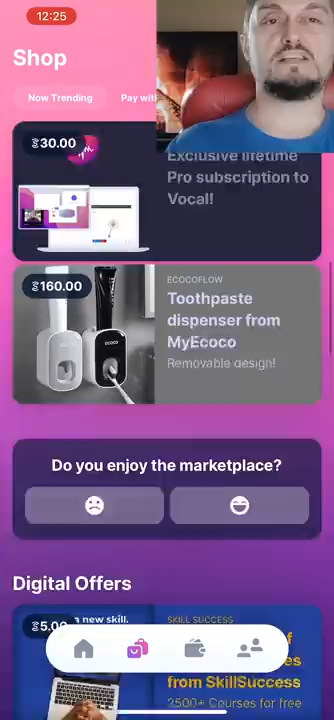 12:25
Shop
Now Trending
Pay with
30.00
Exclusive lifetime
Pro subscription to
Vocal!
160.00
ECOCOFLOW
Toothpaste
dispenser from
MyEcoco
Removable design!
ecoco
Do you enjoy the marketplace?
Digital Offers
5.00
a new skill.
SKILL SUCCESS
from SkillSuccess
2500+ Courses for free